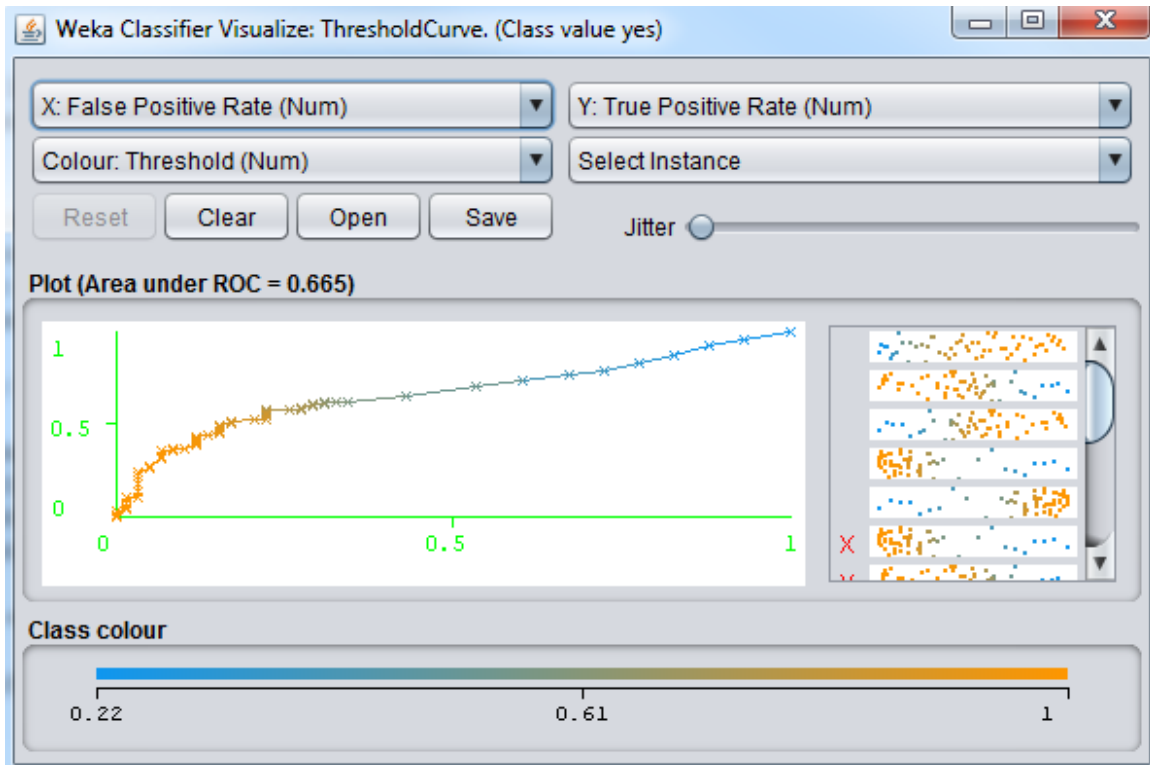 Weka Classifier Visualize: ThresholdCurve. (Class value yes)
X: False Positive Rate (Num)
Y: True Positive Rate (Num)
Colour: Threshold (Num)
Select Instance
Reset
Clear
Open
Save
Jitter
Plot (Area under ROC = 0.665)
1
0.5
0
0
0.5
1
X
Class colour
0.22
0.61
1